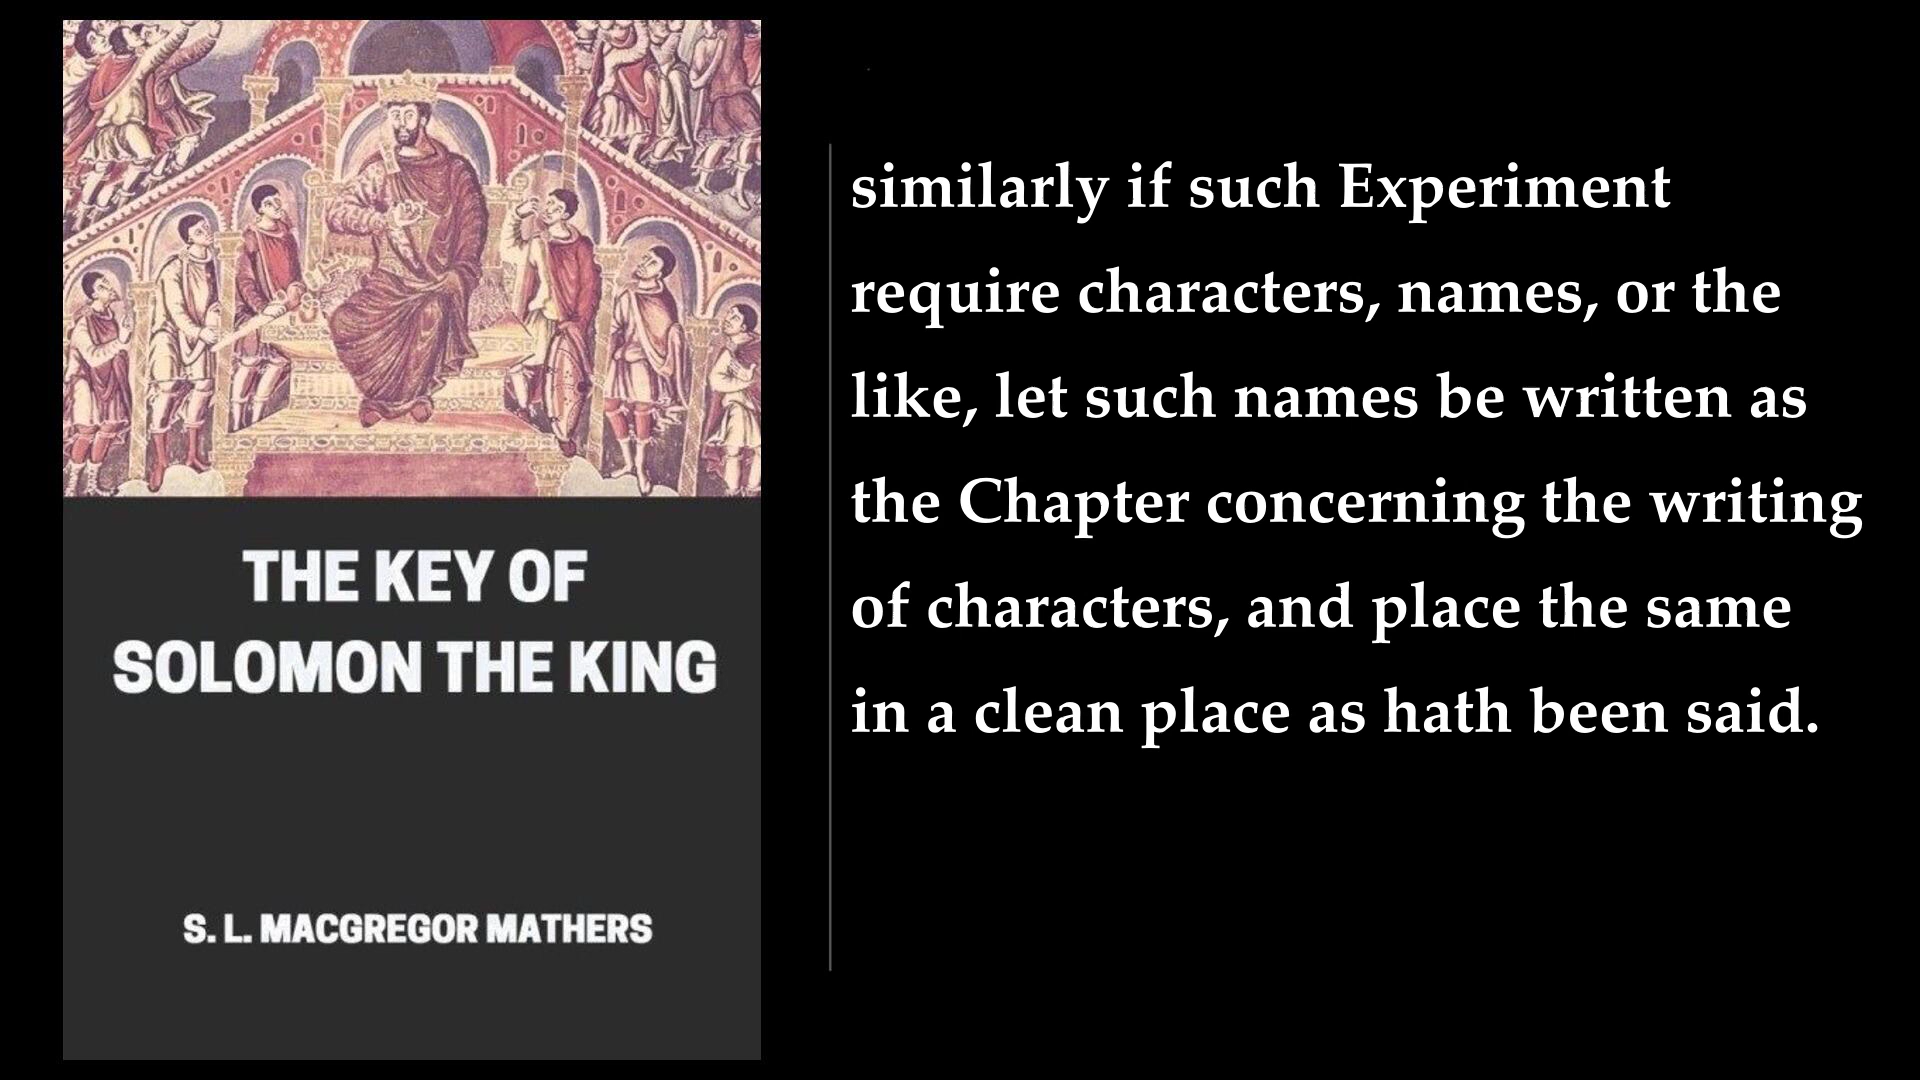 THE KEY OF
SOLOMON THE KING
S. L. MACGREGOR MATHERS
similarly if such Experiment
require characters, names, or the
like, let such names be written as
the Chapter concerning the writing
of characters, and place the same
in a clean place as hath been said.